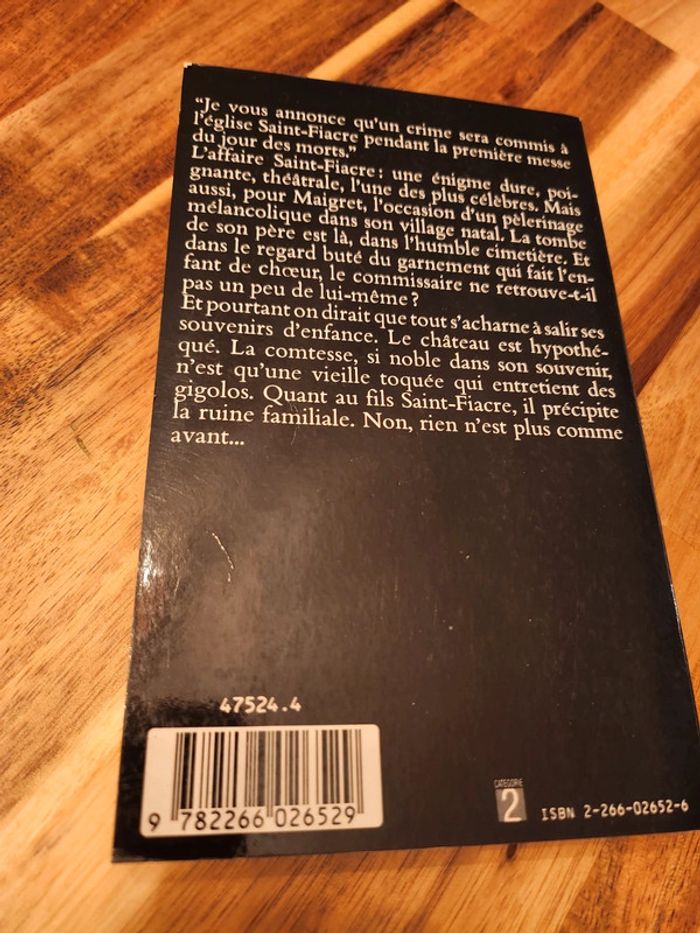 “Je vous annonce qu'un crime sera commis à
l'église Saint-Fiacre pendant la première messe
du jour des morts.”
L'affaire Saint-Fiacre : une énigme dure, poi-
gnante, théâtrale, l'une des plus célèbres. Mais
aussi, pour Maigret, l'occasion d'un pèlerinage
mélancolique dans son village natal. La tombe
de son père est là, dans l'humble cimetière. Et
dans le regard buté du garnement qui fait l'en-
fant de chœur, le commissaire ne retrouve-t-il
pas un peu de lui-même ?
Et pourtant on dirait que tout s'acharne à salir ses
souvenirs d'enfance. Le château est hypothé-
qué. La comtesse, si noble dans son souvenir,
n'est qu'une vieille toquée qui entretient des
gigolos. Quant au fils Saint-Fiacre, il précipite
la ruine familiale. Non, rien n'est plus comme
avant...
47524.4
9 782266 026529
CATEGORIE
2
ISBN 2-266-02652-6